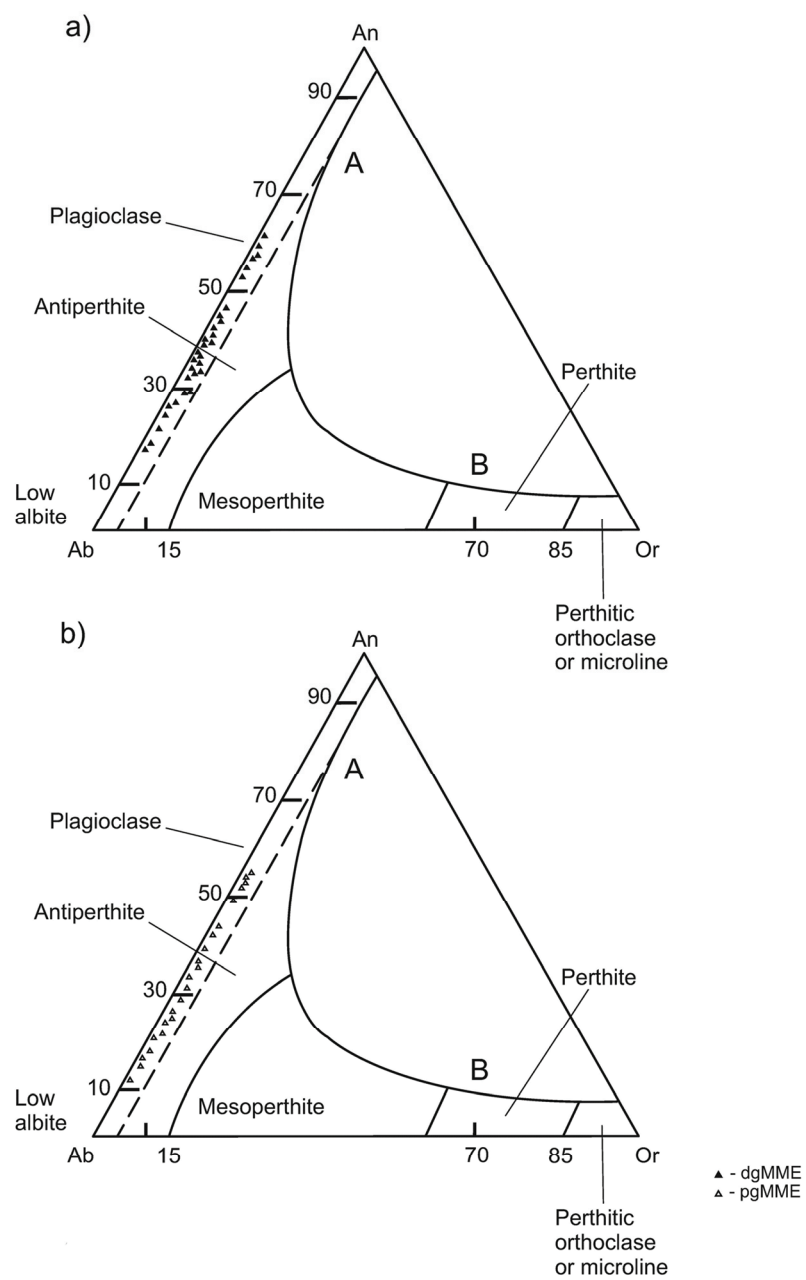 a)
An
90
A
70
Plagioclase
50
Antiperthite
30
Perthite
10
B
Low
albite
Mesoperthite
Ab
15
70
85
Or
Perthitic
orthoclase
or microline
b)
An
90
A
70
Plagioclase
50
Antiperthite
30
Perthite
10
B
Low
albite
Mesoperthite
Ab
15
70
85
Or
▲ - dgMME
△ - pgMME
Perthitic
orthoclase
or microline